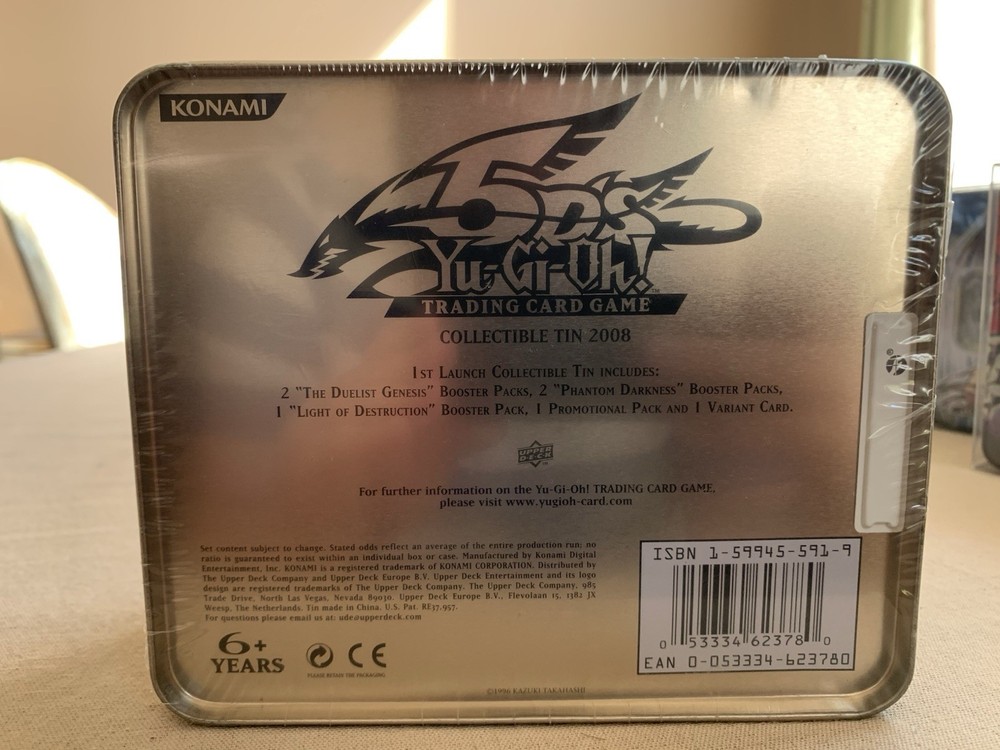 KONAMI
5D's
Yu-Gi-Oh!
TRADING CARD GAME
COLLECTIBLE TIN 2008
1ST LAUNCH COLLECTIBLE TIN INCLUDES:
2 "THE DUELIST GENESIS" BOOSTER PACKS, 2 "PHANTOM DARKNESS" BOOSTER PACKS,
1 "LIGHT OF DESTRUCTION" BOOSTER PACK, 1 PROMOTIONAL PACK AND 1 VARIANT CARD.
UPPER
DECK
For further information on the Yu-Gi-Oh! TRADING CARD GAME,
please visit www.yugioh-card.com
Set content subject to change. Stated odds reflect an average of the entire production run; no
ratio is guaranteed to exist within an individual box or case. Manufactured by Konami Digital
Entertainment, Inc. KONAMI is a registered trademark of KONAMI CORPORATION. Distributed by
The Upper Deck Company and Upper Deck Europe B.V. Upper Deck Entertainment and its logo
design are registered trademarks of The Upper Deck Company. The Upper Deck Company, 985
Trade Drive, North Las Vegas, Nevada 89030. Upper Deck Europe B.V., Flevolaan 15, 1382 JX
Weesp, The Netherlands. Tin made in China. U.S. Pat. RE37,957.
For questions please email us at: ude@upperdeck.com
6+
YEARS
CE
PLEASE RETAIN THE PACKAGING
©1996 KAZUKI TAKAHASHI
ISBN 1-59945-591-9
0 53334 62378 0
EAN 0-053334-623780